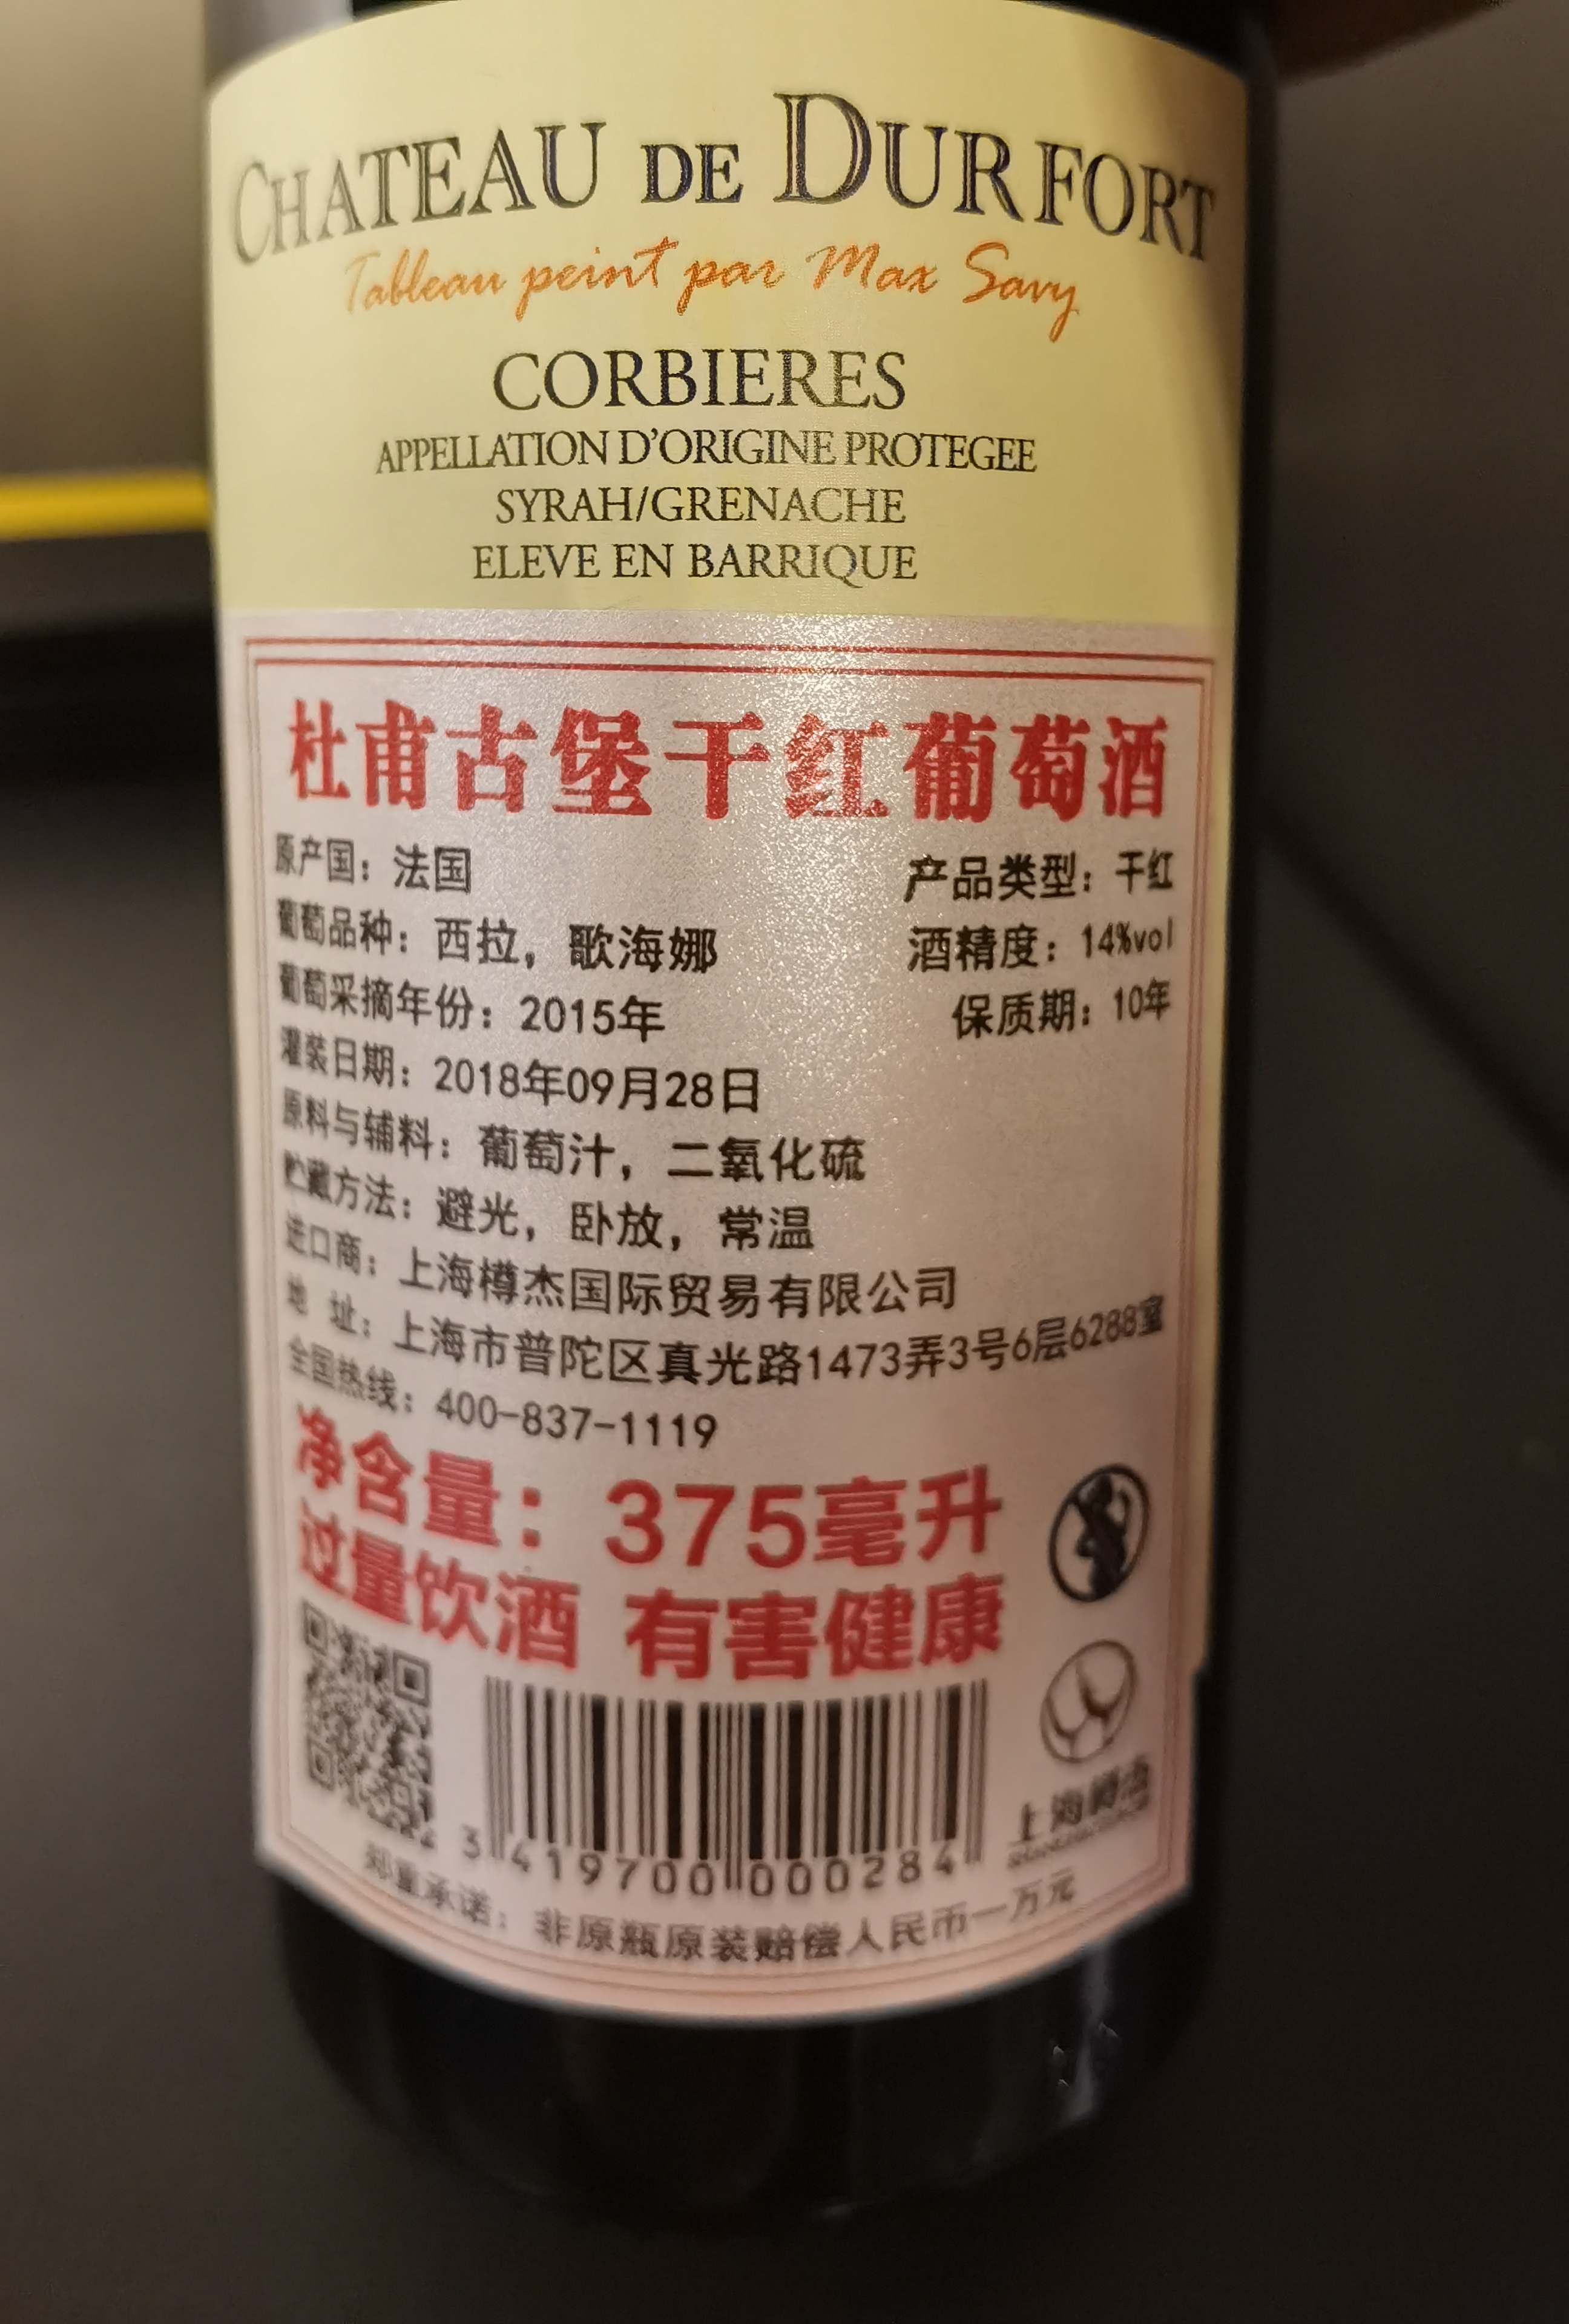 CHATEAU DE DURFORT
Tableau peint par Max Savy
CORBIERES
APPELLATION D'ORIGINE PROTEGEE
SYRAH/GRENACHE
ELEVE EN BARRIQUE
杜甫古堡干红葡萄酒
原产国：法国 产品类型：干红
葡萄品种：西拉，歌海娜 酒精度：14%vol
葡萄采摘年份：2015年 保质期：10年
灌装日期：2018年09月28日
原料与辅料：葡萄汁，二氧化硫
贮藏方法：避光，卧放，常温
进口商：上海樽杰国际贸易有限公司
地 址：上海市普陀区真光路1473弄3号6层6288室
全国热线：400-837-1119
净含量：375毫升
过量饮酒 有害健康
3 419700 000284
上海樽杰
郑重承诺：非原瓶原装赔偿人民币一万元